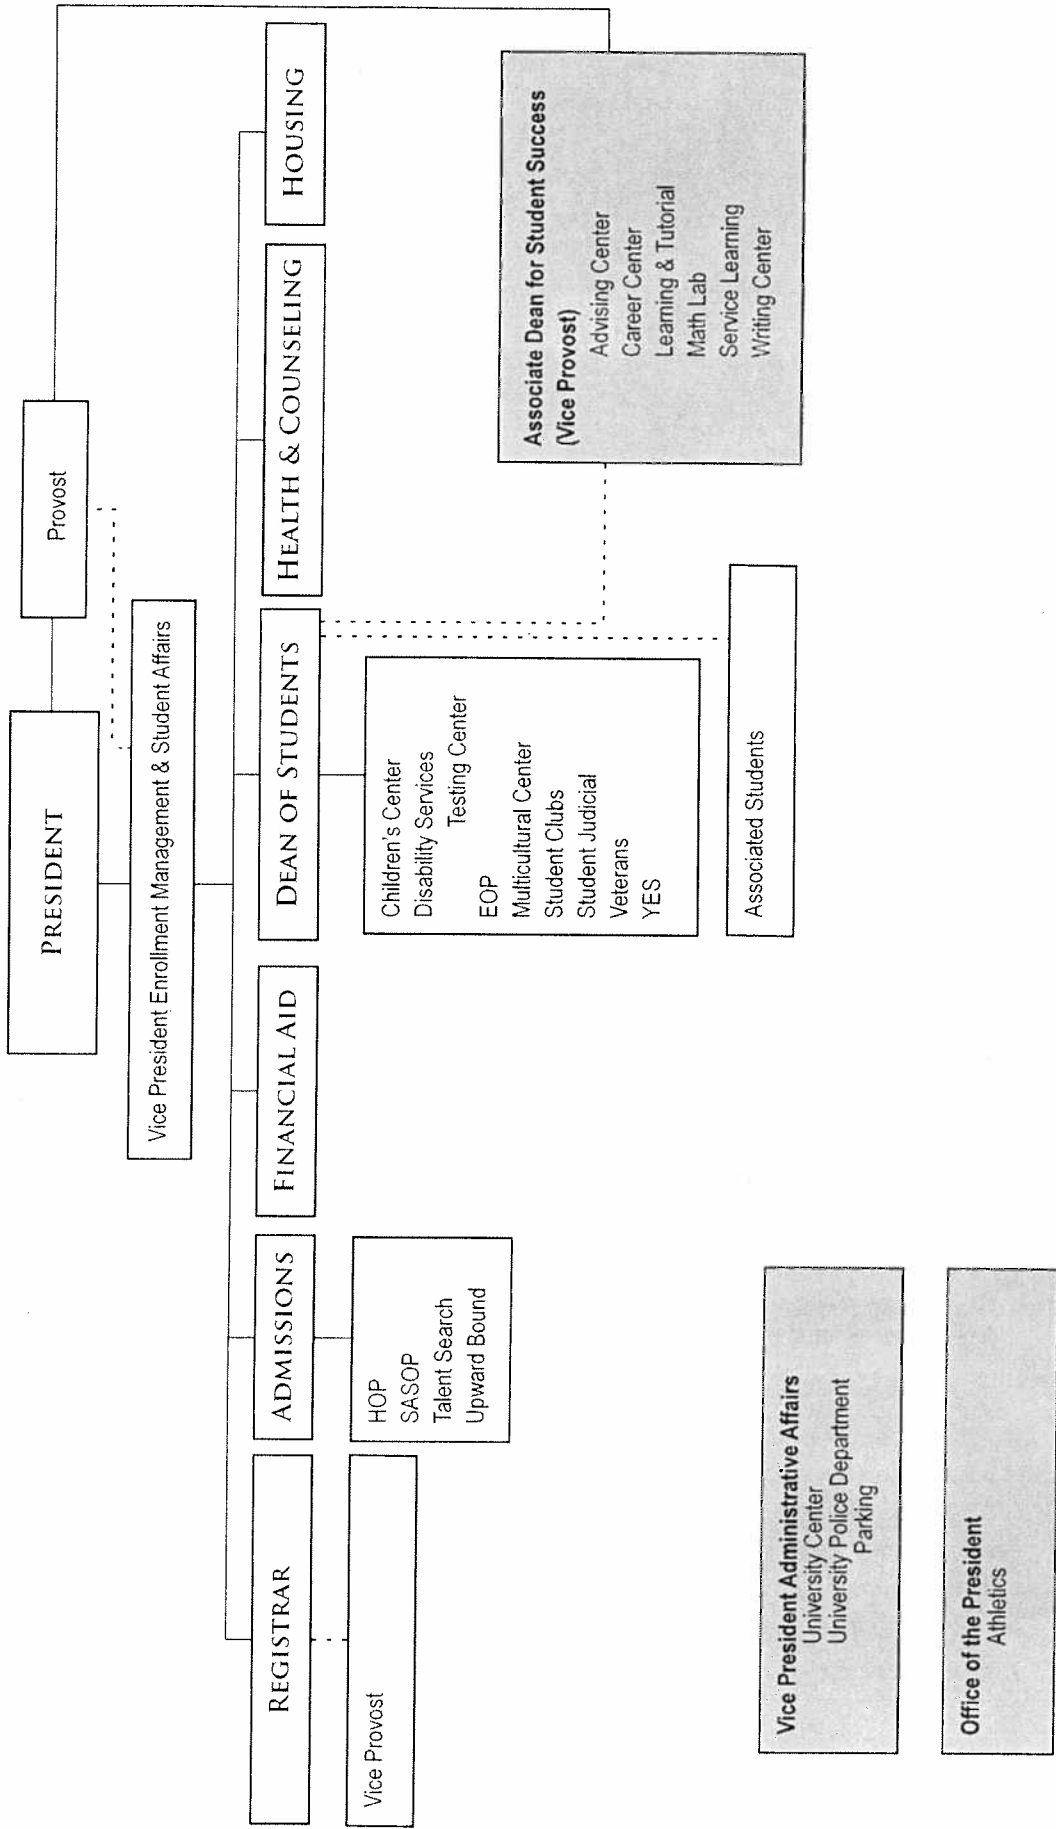 PRESIDENT
Provost
Vice President Enrollment Management & Student Affairs
REGISTRAR
ADMISSIONS
FINANCIAL AID
DEAN OF STUDENTS
HEALTH & COUNSELING
HOUSING
Vice Provost
HOP
SASOP
Talent Search
Upward Bound
Children's Center
Disability Services
Testing Center
EOP
Multicultural Center
Student Clubs
Student Judicial
Veterans
YES
Associate Dean for Student Success
(Vice Provost)
Advising Center
Career Center
Learning & Tutorial
Math Lab
Service Learning
Writing Center
Associated Students
Vice President Administrative Affairs
University Center
University Police Department
Parking
Office of the President
Athletics